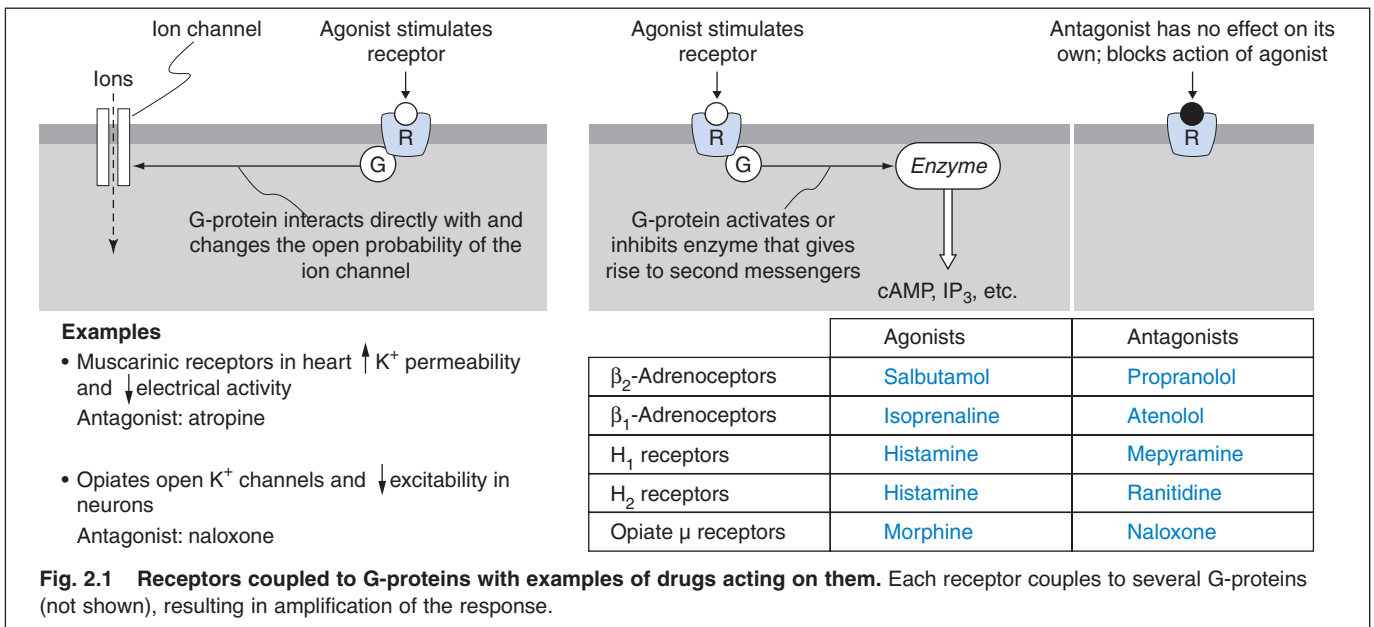 Ion channel
Agonist stimulates
receptor
Ions
R
G
G-protein interacts directly with and
changes the open probability of the
ion channel
Agonist stimulates
receptor
R
G
Enzyme
G-protein activates or
inhibits enzyme that gives
rise to second messengers
cAMP, IP₃, etc.
Antagonist has no effect on its
own; blocks action of agonist
R
Examples
• Muscarinic receptors in heart ↑ K⁺ permeability
and ↓ electrical activity
Antagonist: atropine
• Opiates open K⁺ channels and ↓ excitability in
neurons
Antagonist: naloxone
Agonists Antagonists
β₂-Adrenoceptors Salbutamol Propranolol
β₁-Adrenoceptors Isoprenaline Atenolol
H₁ receptors Histamine Mepyramine
H₂ receptors Histamine Ranitidine
Opiate μ receptors Morphine Naloxone
Fig. 2.1 Receptors coupled to G-proteins with examples of drugs acting on them. Each receptor couples to several G-proteins
(not shown), resulting in amplification of the response.